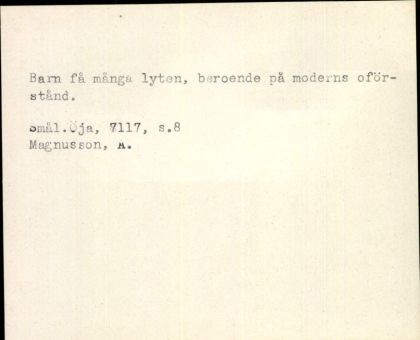 Barn få många lyten, beroende på moderns oför-
stånd.
Smål.Öja, 7117, s.8
Magnusson, A.